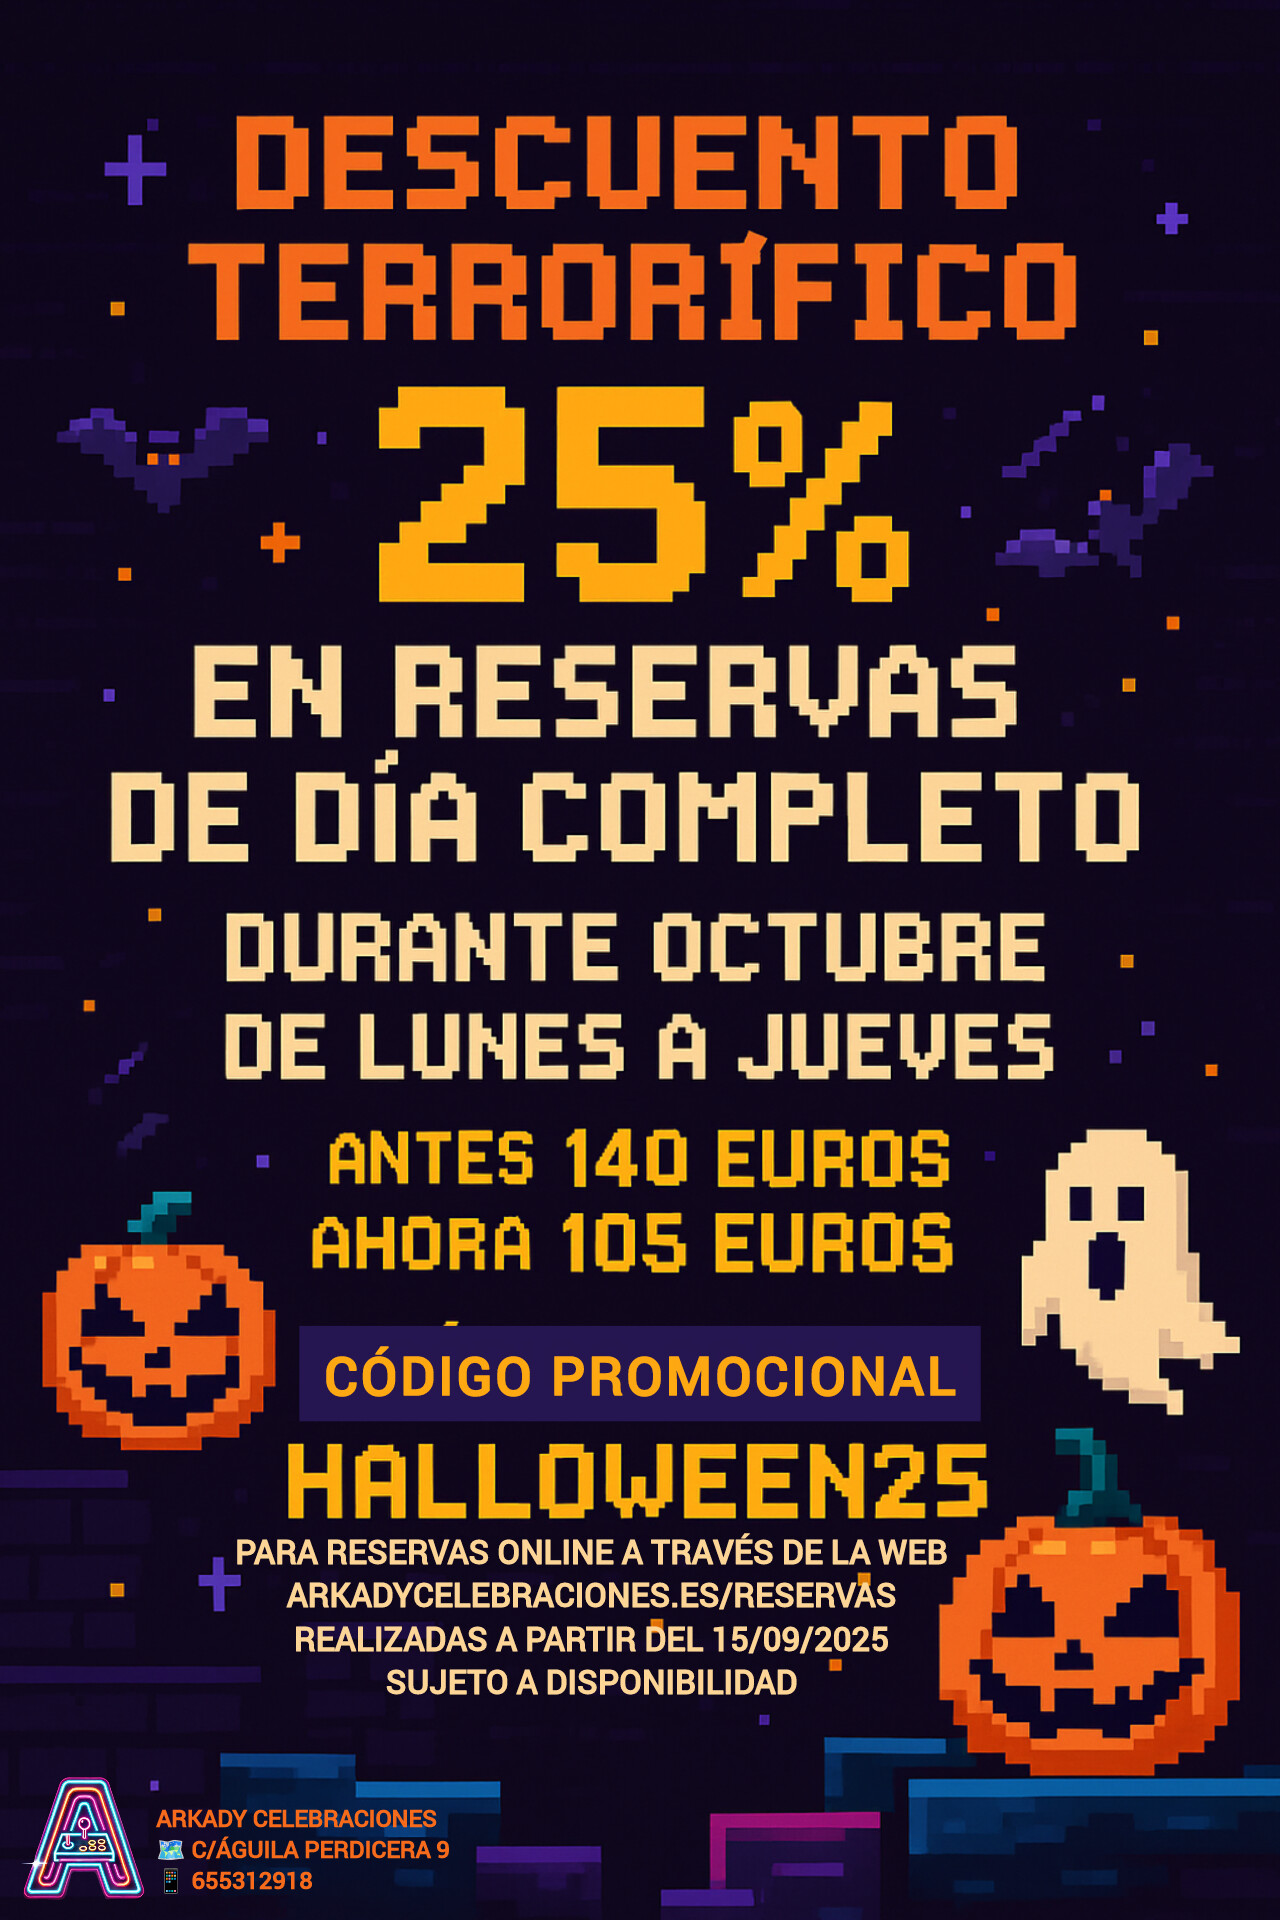 DESCUENTO
TERRORÍFICO
25%
EN RESERVAS
DE DÍA COMPLETO
DURANTE OCTUBRE
DE LUNES A JUEVES
ANTES 140 EUROS
AHORA 105 EUROS
CÓDIGO PROMOCIONAL
HALLOWEEN25
PARA RESERVAS ONLINE A TRAVÉS DE LA WEB
ARKADYCELEBRACIONES.ES/RESERVAS
REALIZADAS A PARTIR DEL 15/09/2025
SUJETO A DISPONIBILIDAD
A
ARKADY CELEBRACIONES
C/ÁGUILA PERDICERA 9
655312918